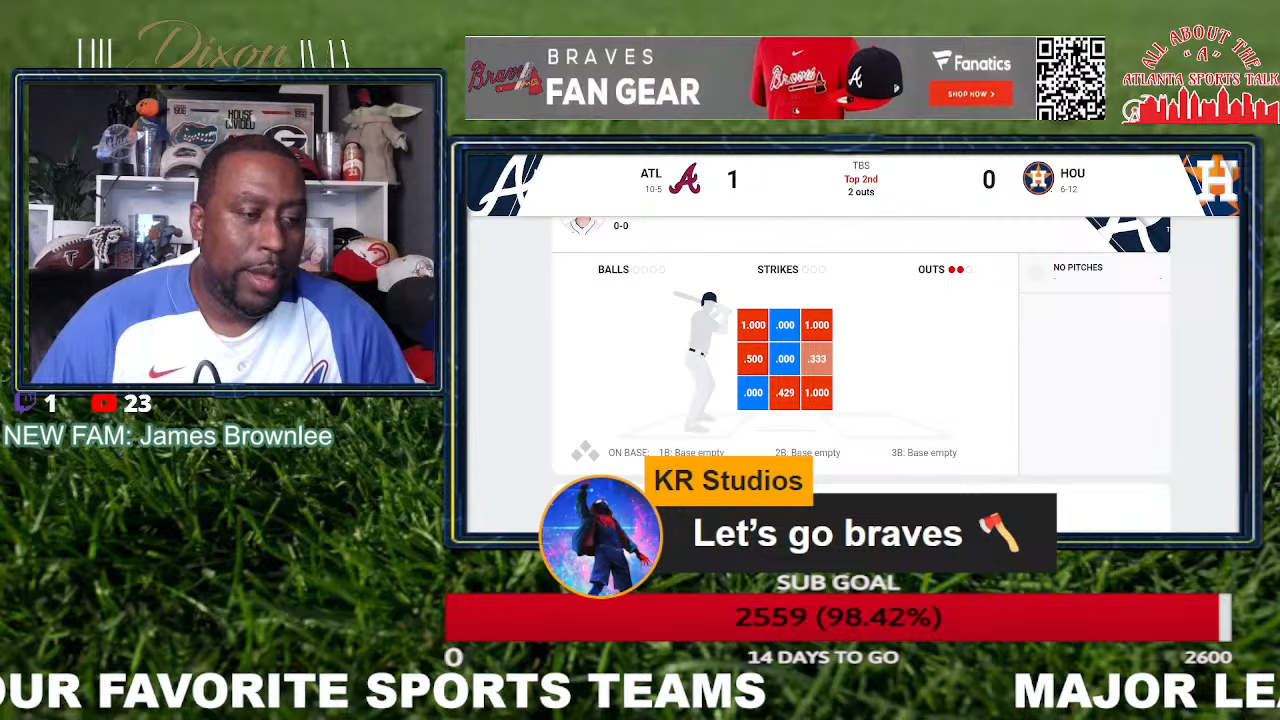 Dixon
BRAVES
FAN GEAR
Braves
Braves
Fanatics
SHOP NOW >
ALL ABOUT THE
"A"
ATLANTA SPORTS TALK
HOUSE
DIVIDED
ATL
10-5
1
TBS
Top 2nd
2 outs
0
HOU
6-12
0-0
BALLS
STRIKES
OUTS
NO PITCHES
1.000 .000 1.000
.500 .000 .333
.000 .429 1.000
ON BASE: 1B: Base empty 2B: Base empty 3B: Base empty
1 23
NEW FAM: James Brownlee
KR Studios
Let's go braves 🪓
SUB GOAL
2559 (98.42%)
0 14 DAYS TO GO 2600
OUR FAVORITE SPORTS TEAMS MAJOR LE